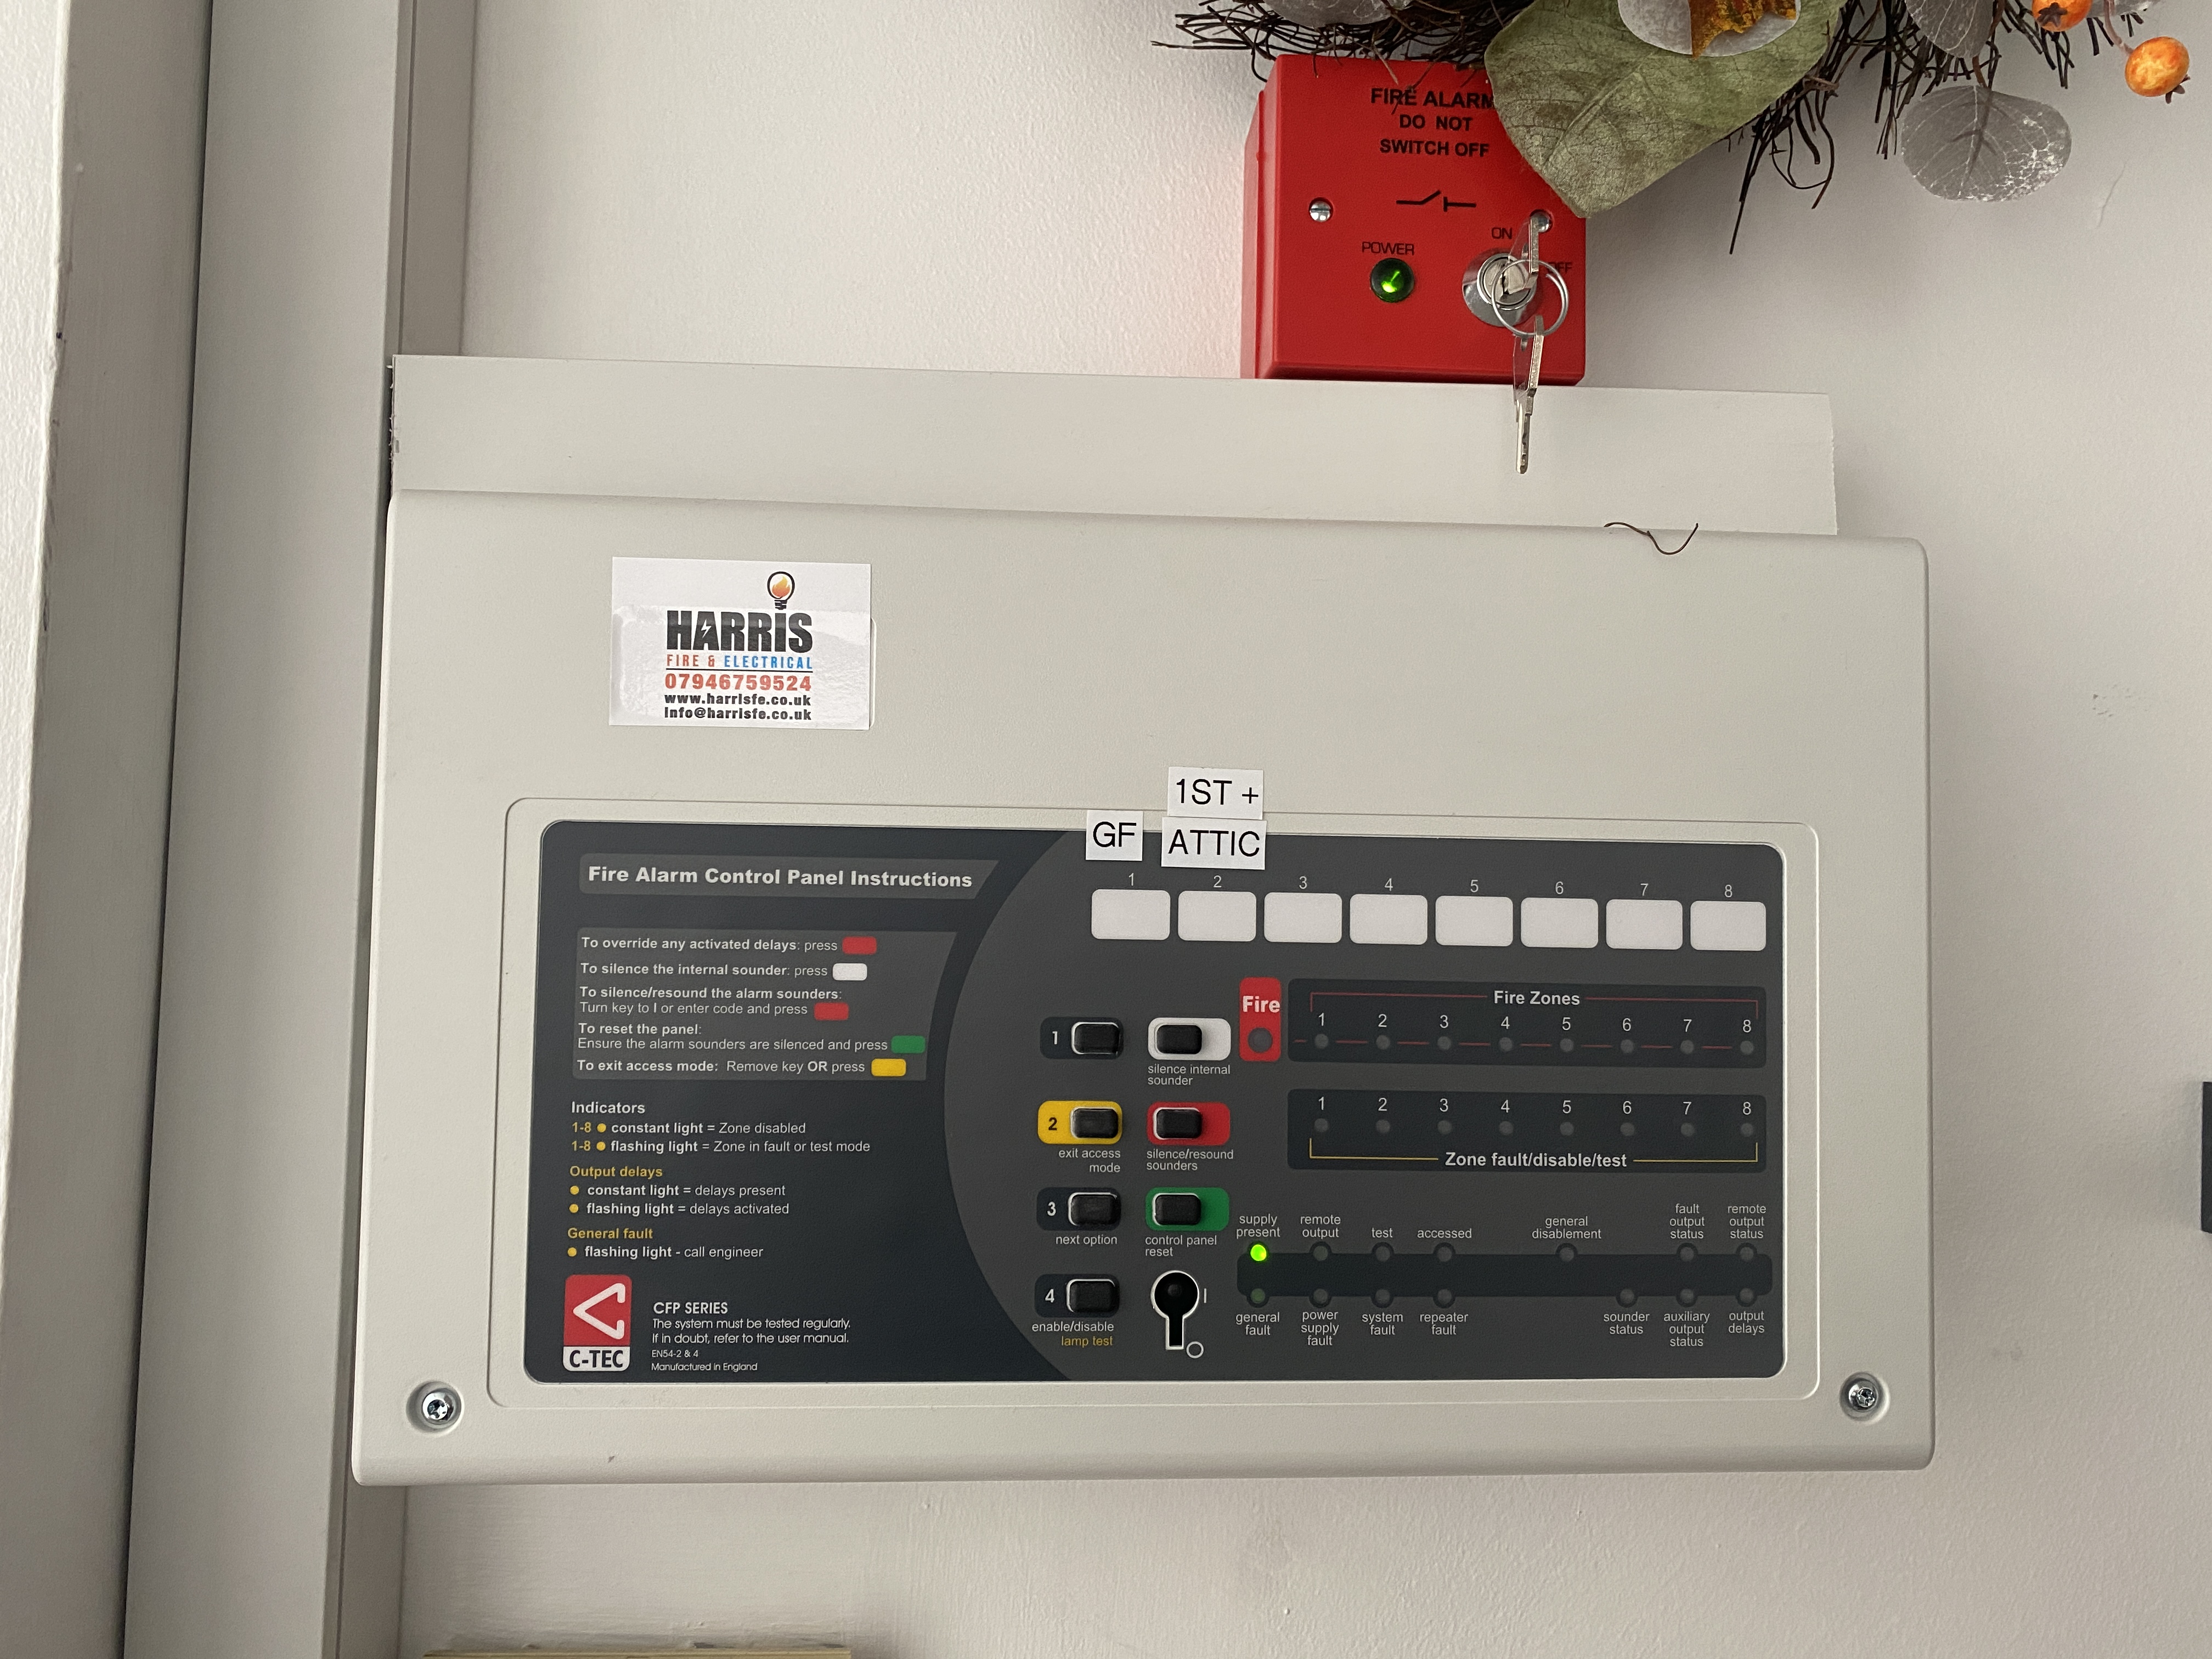 FIRE ALARM
DO NOT
SWITCH OFF
POWER
ON
OFF
HARRIS
FIRE & ELECTRICAL
07946759524
www.harrisfe.co.uk
info@harrisfe.co.uk
1ST +
GF
ATTIC
Fire Alarm Control Panel Instructions
To override any activated delays: press
To silence the internal sounder: press
To silence/resound the alarm sounders:
Turn key to I or enter code and press
To reset the panel:
Ensure the alarm sounders are silenced and press
To exit access mode: Remove key OR press
Indicators
1-8 constant light = Zone disabled
1-8 flashing light = Zone in fault or test mode
Output delays
constant light = delays present
flashing light = delays activated
General fault
flashing light - call engineer
C-TEC
CFP SERIES
The system must be tested regularly.
If in doubt, refer to the user manual.
EN54-2 & 4
Manufactured in England
1 2 3 4 5 6 7 8
1
silence internal
sounder
2
exit access
mode
silence/resound
sounders
3
next option
control panel
reset
4
enable/disable
lamp test
I
O
Fire
Fire Zones
1 2 3 4 5 6 7 8
1 2 3 4 5 6 7 8
Zone fault/disable/test
supply
present
remote
output
test
accessed
general
disablement
fault
output
status
remote
output
status
general
fault
power
supply
fault
system
fault
repeater
fault
sounder
status
auxiliary
output
status
output
delays